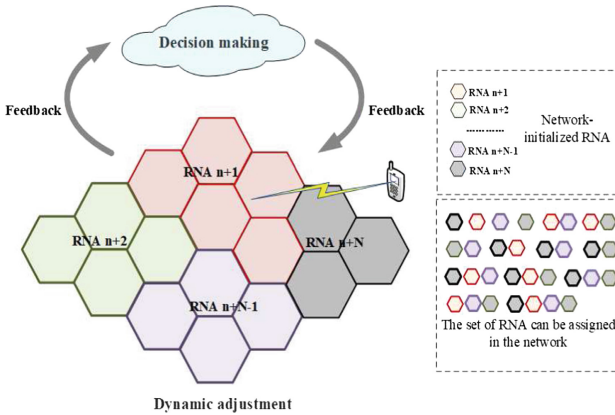 Decision making
Feedback
Feedback
RNA n+1
RNA n+2
RNA n+N
RNA n+N-1
Dynamic adjustment
RNA n+1
RNA n+2
............
RNA n+N-1
RNA n+N
Network-
initialized RNA
The set of RNA can be assigned
in the network